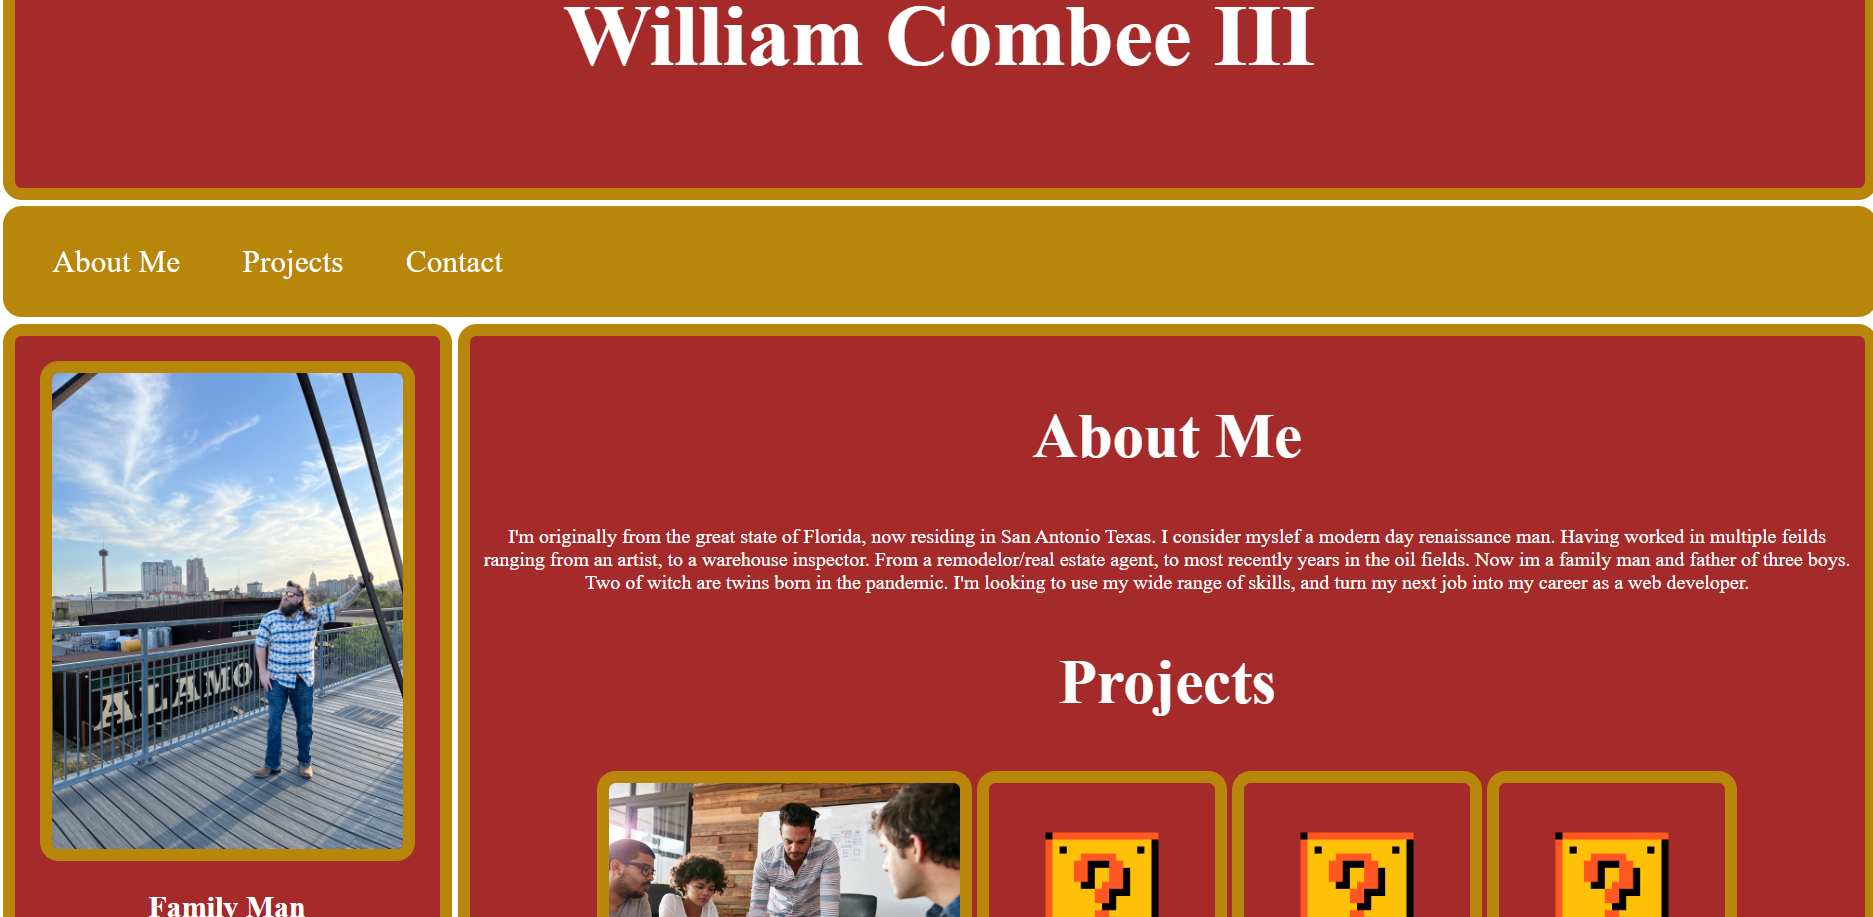 William Combee III
About Me Projects Contact
ALAMO
Family Man
About Me
I'm originally from the great state of Florida, now residing in San Antonio Texas. I consider myslef a modern day renaissance man. Having worked in multiple feilds
ranging from an artist, to a warehouse inspector. From a remodelor/real estate agent, to most recently years in the oil fields. Now im a family man and father of three boys.
Two of witch are twins born in the pandemic. I'm looking to use my wide range of skills, and turn my next job into my career as a web developer.
Projects
?
?
?